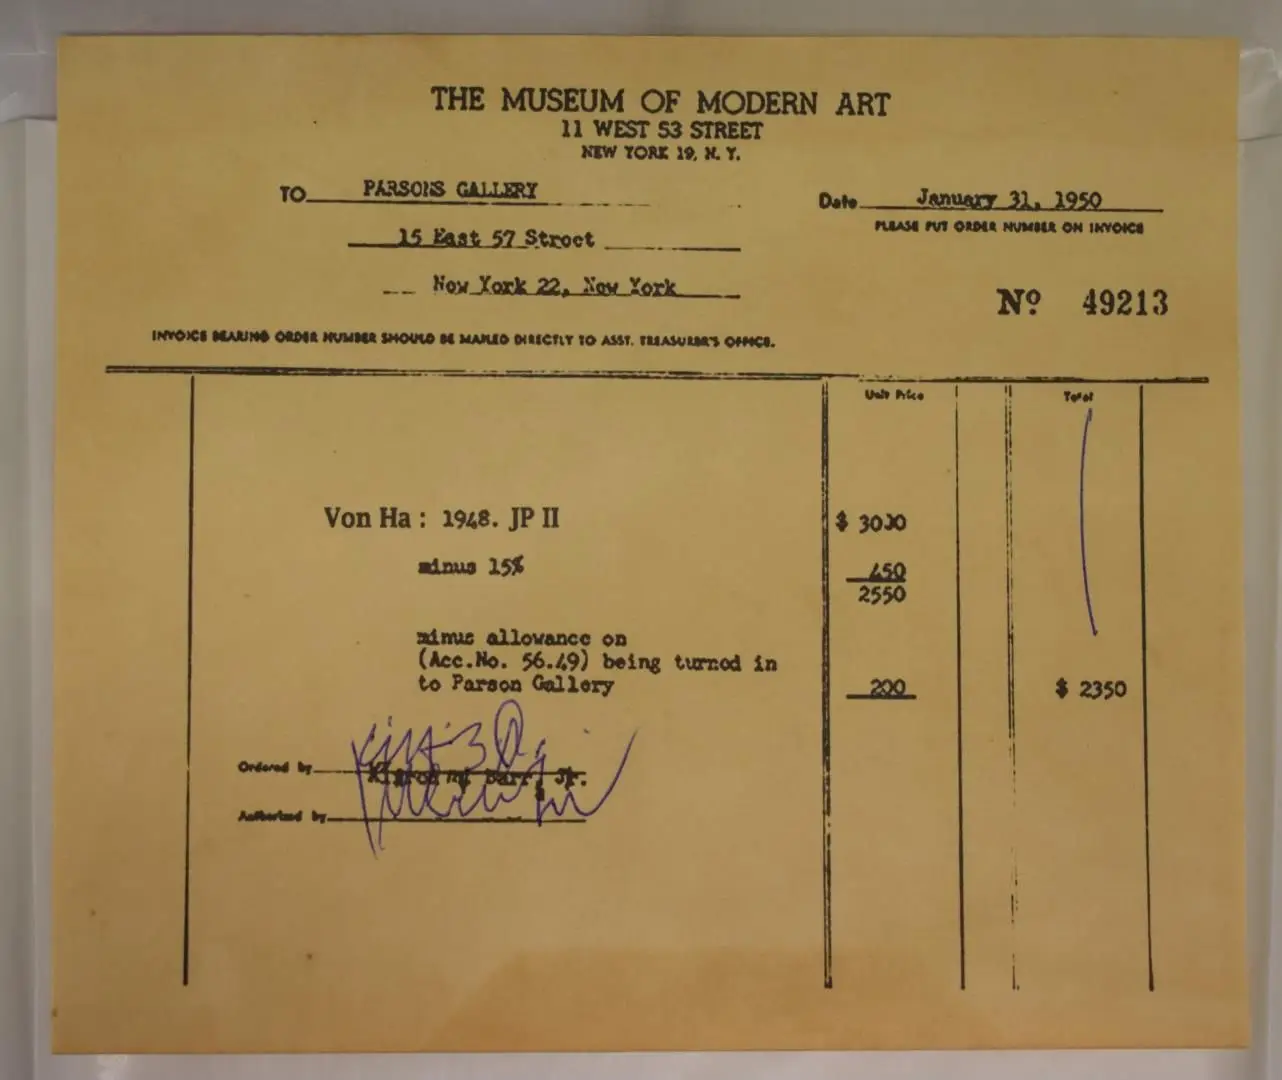 THE MUSEUM OF MODERN ART
11 WEST 53 STREET
NEW YORK 19, N. Y.
TO PARSONS GALLERY
Date January 31, 1950
PLEASE PUT ORDER NUMBER ON INVOICE
15 East 57 Street
New York 22, New York
Nº 49213
INVOICE BEARING ORDER NUMBER SHOULD BE MAILED DIRECTLY TO ASST. TREASURER'S OFFICE.
Unit Price Total
Von Ha : 1948. JP II $ 3000
minus 15% 450
2550
minus allowance on
(Acc.No. 56.49) being turned in
to Parson Gallery 200 $ 2350
Ordered by Barr, Jr.
Authorized by